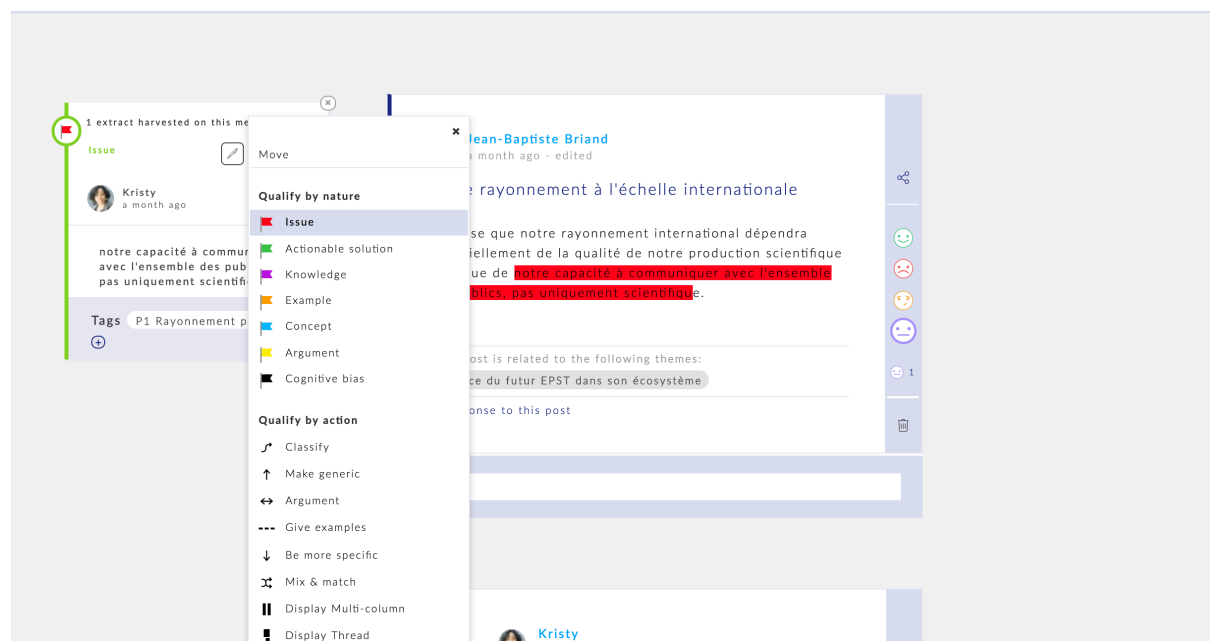 1 extract harvested on this me
Issue
Kristy
a month ago
notre capacité à commun
avec l'ensemble des pub
pas uniquement scientifi
Tags P1 Rayonnement p
Move
Qualify by nature
Issue
Actionable solution
Knowledge
Example
Concept
Argument
Cognitive bias
Qualify by action
Classify
Make generic
Argument
Give examples
Be more specific
Mix & match
Display Multi-column
Display Thread
Jean-Baptiste Briand
a month ago - edited
e rayonnement à l'échelle internationale
se que notre rayonnement international dépendra
iellement de la qualité de notre production scientifique
ue de notre capacité à communiquer avec l'ensemble
blics, pas uniquement scientifique.
ost is related to the following themes:
ce du futur EPST dans son écosystème
onse to this post
1
Kristy